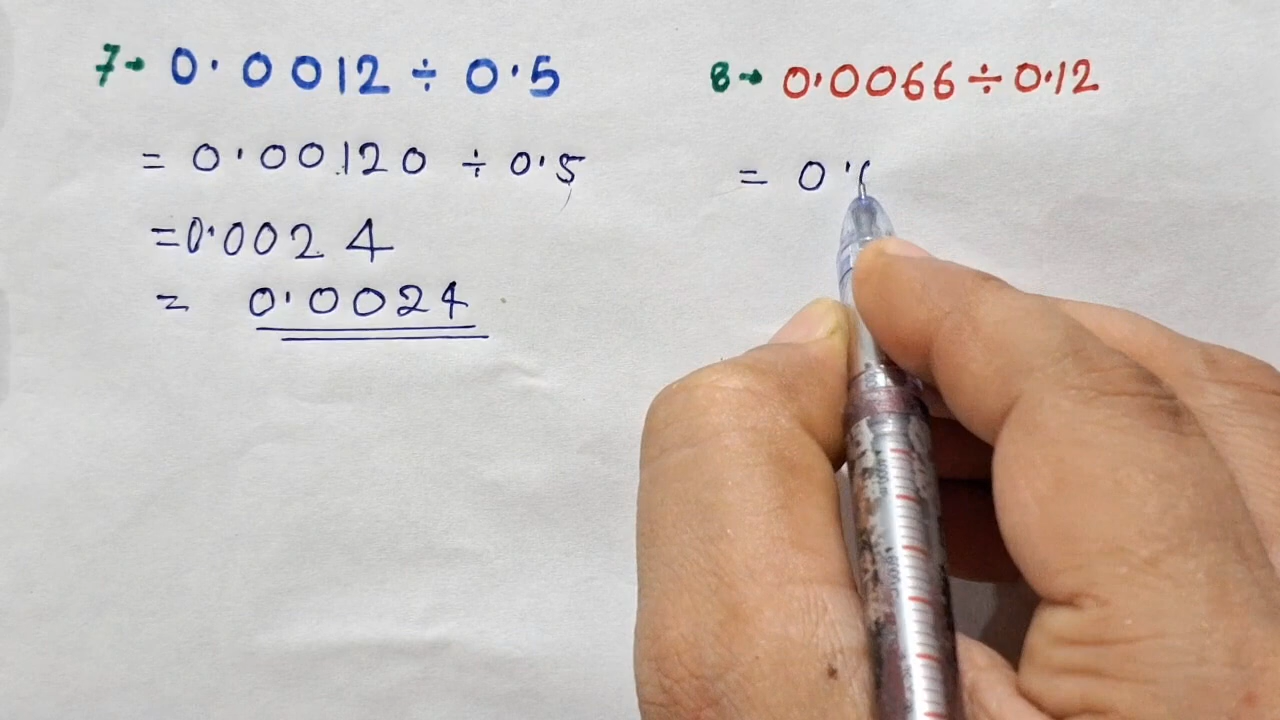 7→ 0.0012 ÷ 0.5
= 0.00120 ÷ 0.5
=0.0024
= 0.0024
8→ 0.0066÷0.12
= 0.